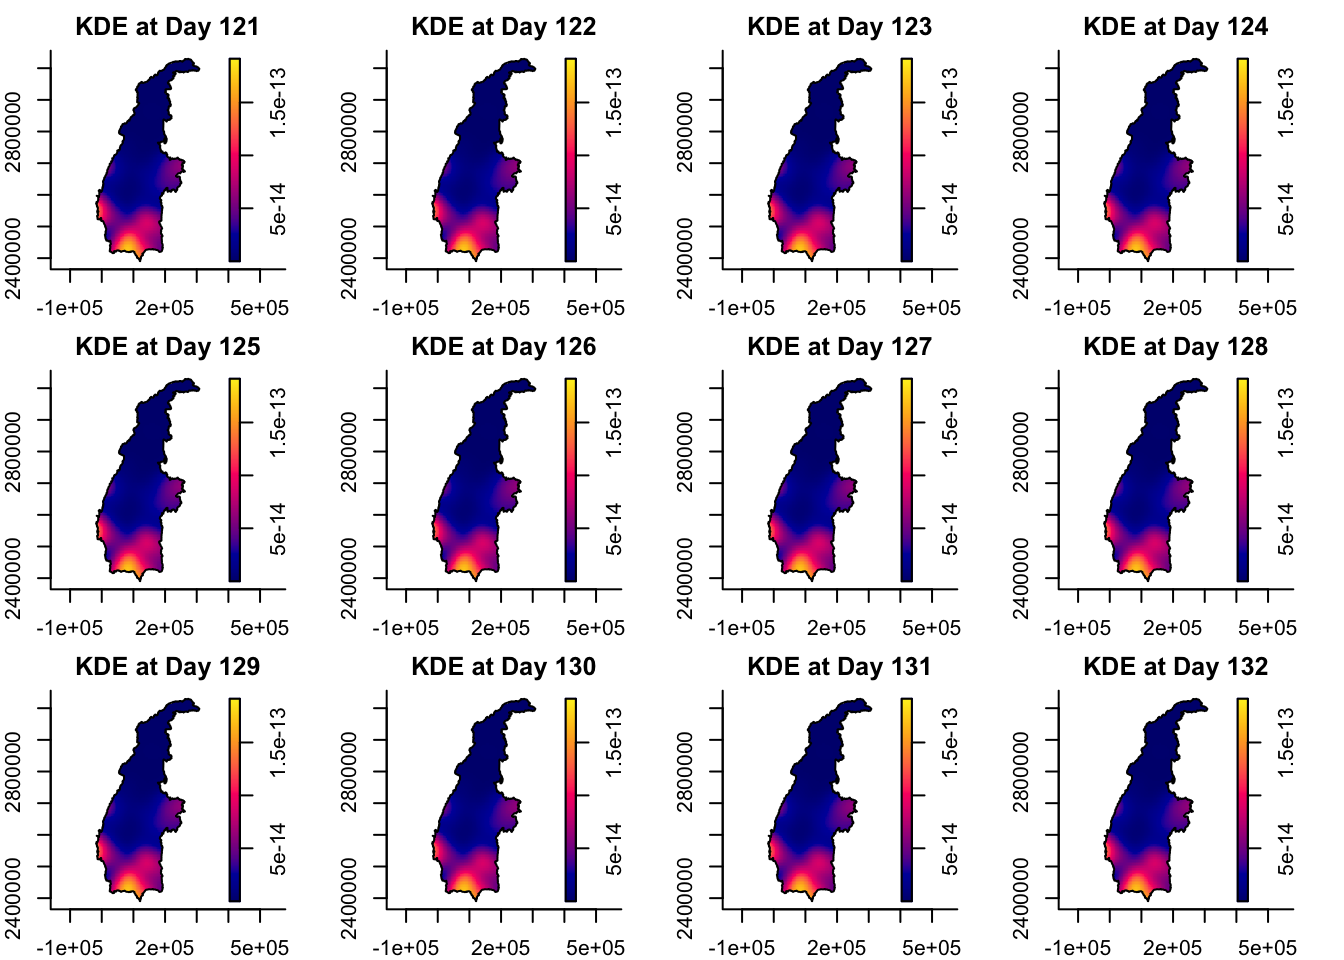 KDE at Day 121
2400000 2800000
5e-14 1.5e-13
-1e+05 2e+05 5e+05
KDE at Day 122
2400000 2800000
5e-14 1.5e-13
-1e+05 2e+05 5e+05
KDE at Day 123
2400000 2800000
5e-14 1.5e-13
-1e+05 2e+05 5e+05
KDE at Day 124
2400000 2800000
5e-14 1.5e-13
-1e+05 2e+05 5e+05
KDE at Day 125
2400000 2800000
5e-14 1.5e-13
-1e+05 2e+05 5e+05
KDE at Day 126
2400000 2800000
5e-14 1.5e-13
-1e+05 2e+05 5e+05
KDE at Day 127
2400000 2800000
5e-14 1.5e-13
-1e+05 2e+05 5e+05
KDE at Day 128
2400000 2800000
5e-14 1.5e-13
-1e+05 2e+05 5e+05
KDE at Day 129
2400000 2800000
5e-14 1.5e-13
-1e+05 2e+05 5e+05
KDE at Day 130
2400000 2800000
5e-14 1.5e-13
-1e+05 2e+05 5e+05
KDE at Day 131
2400000 2800000
5e-14 1.5e-13
-1e+05 2e+05 5e+05
KDE at Day 132
2400000 2800000
5e-14 1.5e-13
-1e+05 2e+05 5e+05